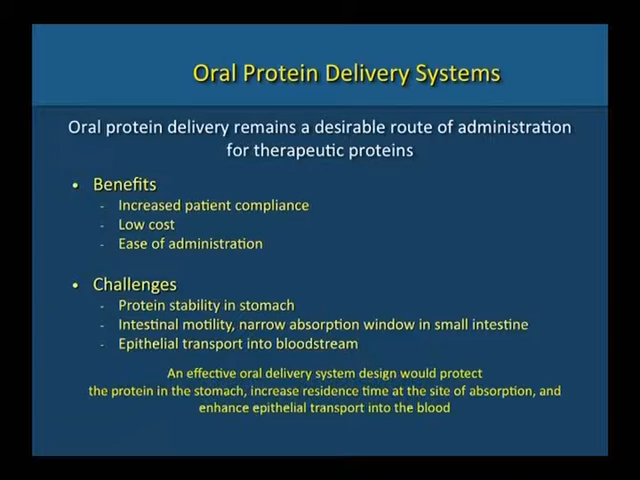 Oral Protein Delivery Systems
Oral protein delivery remains a desirable route of administration
for therapeutic proteins
• Benefits
- Increased patient compliance
- Low cost
- Ease of administration
• Challenges
- Protein stability in stomach
- Intestinal motility, narrow absorption window in small intestine
- Epithelial transport into bloodstream
An effective oral delivery system design would protect
the protein in the stomach, increase residence time at the site of absorption, and
enhance epithelial transport into the blood